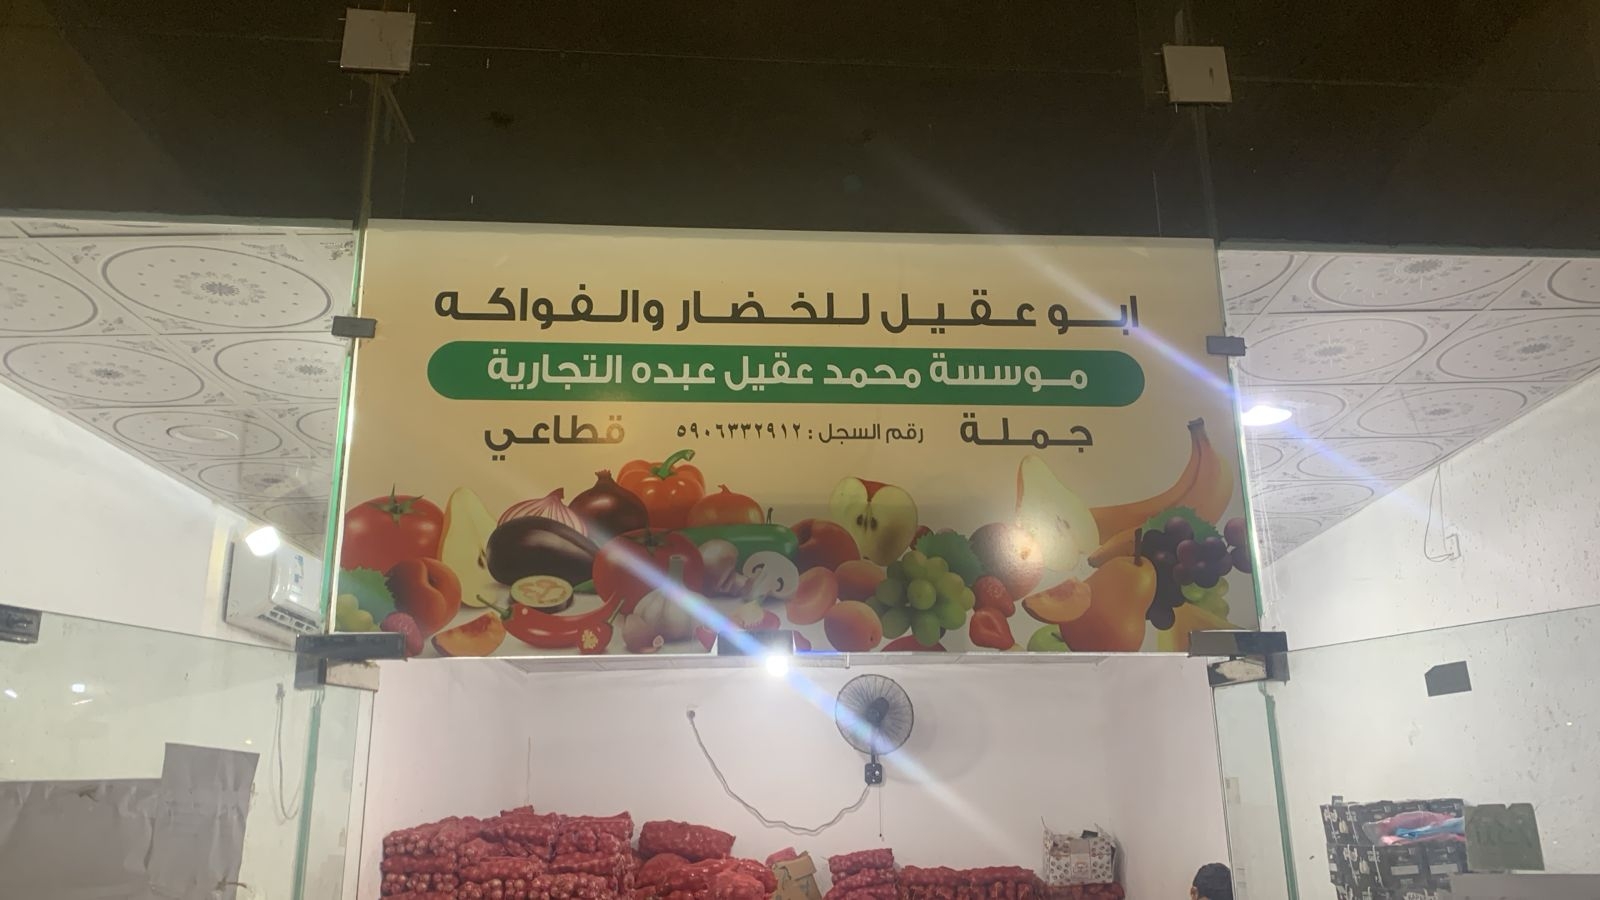 ابو عقيل للخضار والفواكه
موسسة محمد عقيل عبده التجارية
جملة رقم السجل : ٥٩٠٦٣٣٢٩١٢ قطاعي